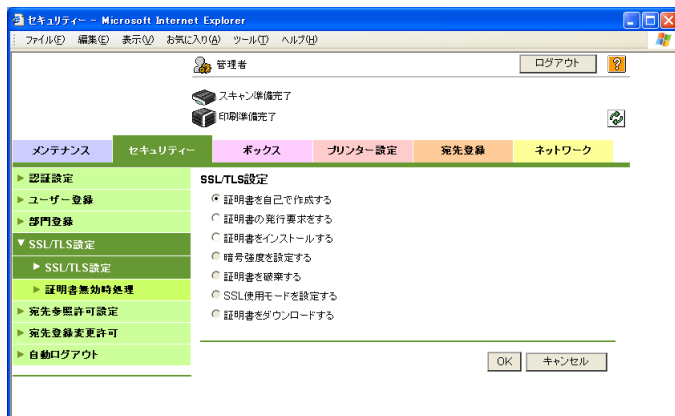 セキュリティー - Microsoft Internet Explorer
ファイル(F) 編集(E) 表示(V) お気に入り(A) ツール(T) ヘルプ(H)
管理者 ログアウト ?
スキャン準備完了
印刷準備完了
メンテナンス セキュリティー ボックス プリンター設定 宛先登録 ネットワーク
認証設定
ユーザー登録
部門登録
SSL/TLS設定
SSL/TLS設定
証明書無効時処理
宛先参照許可設定
宛先登録変更許可
自動ログアウト
SSL/TLS設定
証明書を自己で作成する
証明書の発行要求をする
証明書をインストールする
暗号強度を設定する
証明書を破棄する
SSL使用モードを設定する
証明書をダウンロードする
OK キャンセル